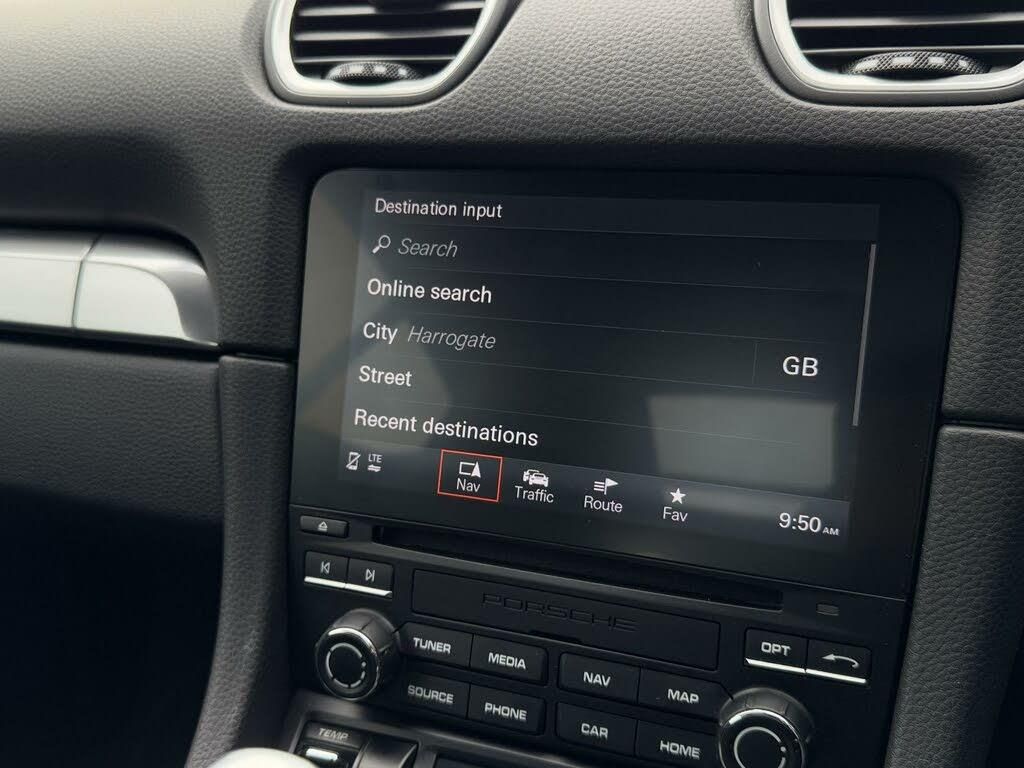 Destination input
Search
Online search
City Harrogate GB
Street
Recent destinations
LTE
Nav Traffic Route Fav 9:50 AM
PORSCHE
TUNER MEDIA NAV MAP OPT
SOURCE PHONE CAR HOME
TEMP